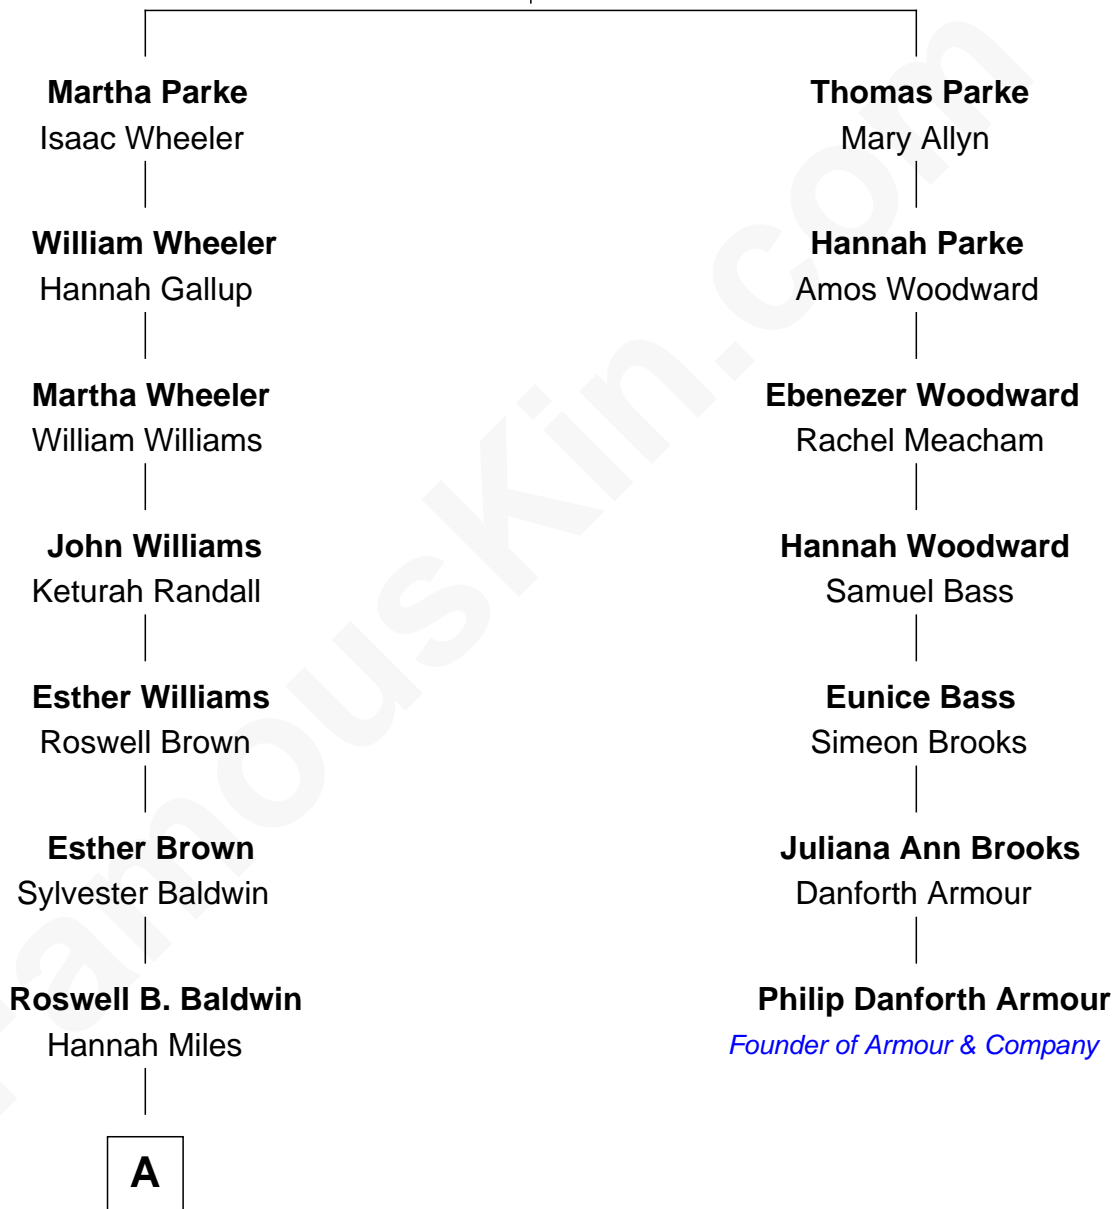 Martha Parke
Isaac Wheeler
William Wheeler
Hannah Gallup
Martha Wheeler
William Williams
John Williams
Keturah Randall
Esther Williams
Roswell Brown
Esther Brown
Sylvester Baldwin
Roswell B. Baldwin
Hannah Miles
A
Thomas Parke
Mary Allyn
Hannah Parke
Amos Woodward
Ebenezer Woodward
Rachel Meacham
Hannah Woodward
Samuel Bass
Eunice Bass
Simeon Brooks
Juliana Ann Brooks
Danforth Armour
Philip Danforth Armour
Founder of Armour & Company
FamousKin.com